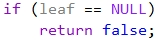 if (leaf == NULL)
    return false;